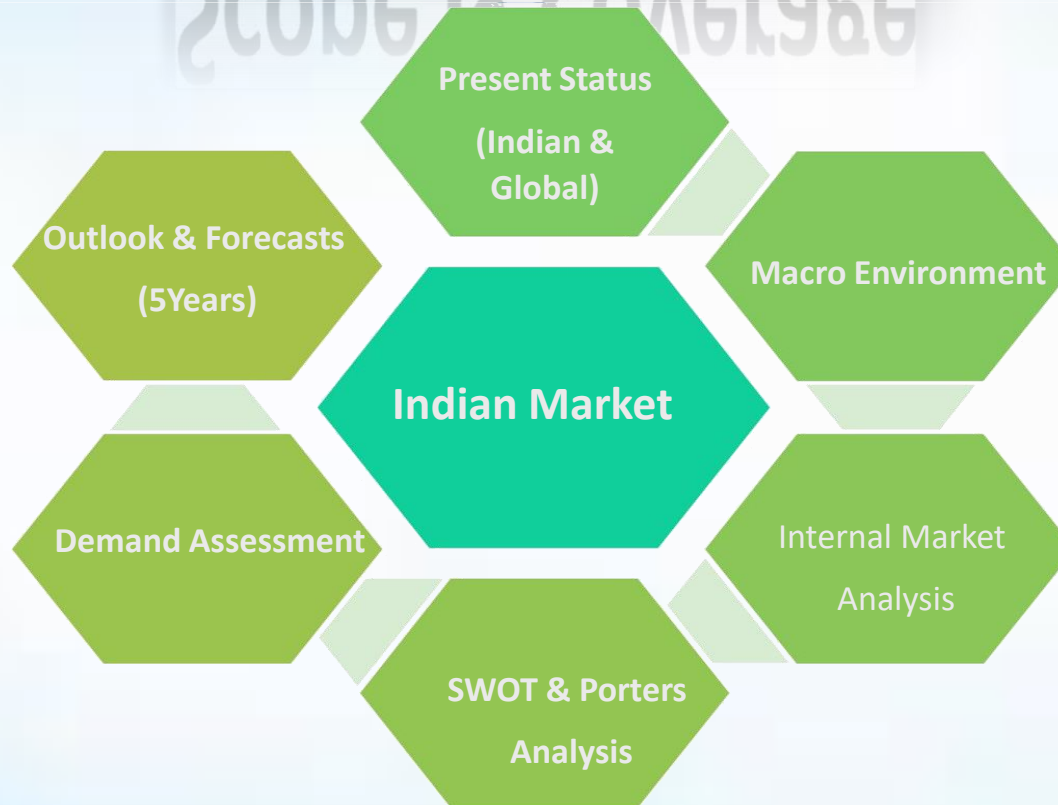 Scope
Present Status
(Indian &
Global)
Outlook & Forecasts
(5Years)
Macro Environment
Indian Market
Demand Assessment
Internal Market
Analysis
SWOT & Porters
Analysis